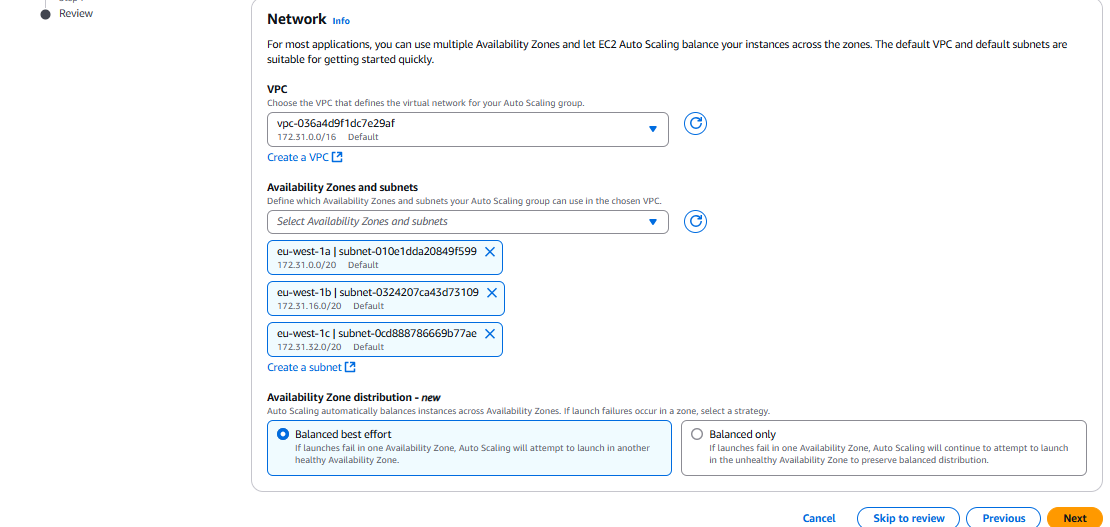 Review
Network Info
For most applications, you can use multiple Availability Zones and let EC2 Auto Scaling balance your instances across the zones. The default VPC and default subnets are
suitable for getting started quickly.
VPC
Choose the VPC that defines the virtual network for your Auto Scaling group.
vpc-036a4d9f1dc7e29af
172.31.0.0/16 Default
Create a VPC
Availability Zones and subnets
Define which Availability Zones and subnets your Auto Scaling group can use in the chosen VPC.
Select Availability Zones and subnets
eu-west-1a | subnet-010e1dda20849f599
172.31.0.0/20 Default
eu-west-1b | subnet-0324207ca43d73109
172.31.16.0/20 Default
eu-west-1c | subnet-0cd888786669b77ae
172.31.32.0/20 Default
Create a subnet
Availability Zone distribution - new
Auto Scaling automatically balances instances across Availability Zones. If launch failures occur in a zone, select a strategy.
Balanced best effort
If launches fail in one Availability Zone, Auto Scaling will attempt to launch in another
healthy Availability Zone.
Balanced only
If launches fail in one Availability Zone, Auto Scaling will continue to attempt to launch
in the unhealthy Availability Zone to preserve balanced distribution.
Cancel Skip to review Previous Next